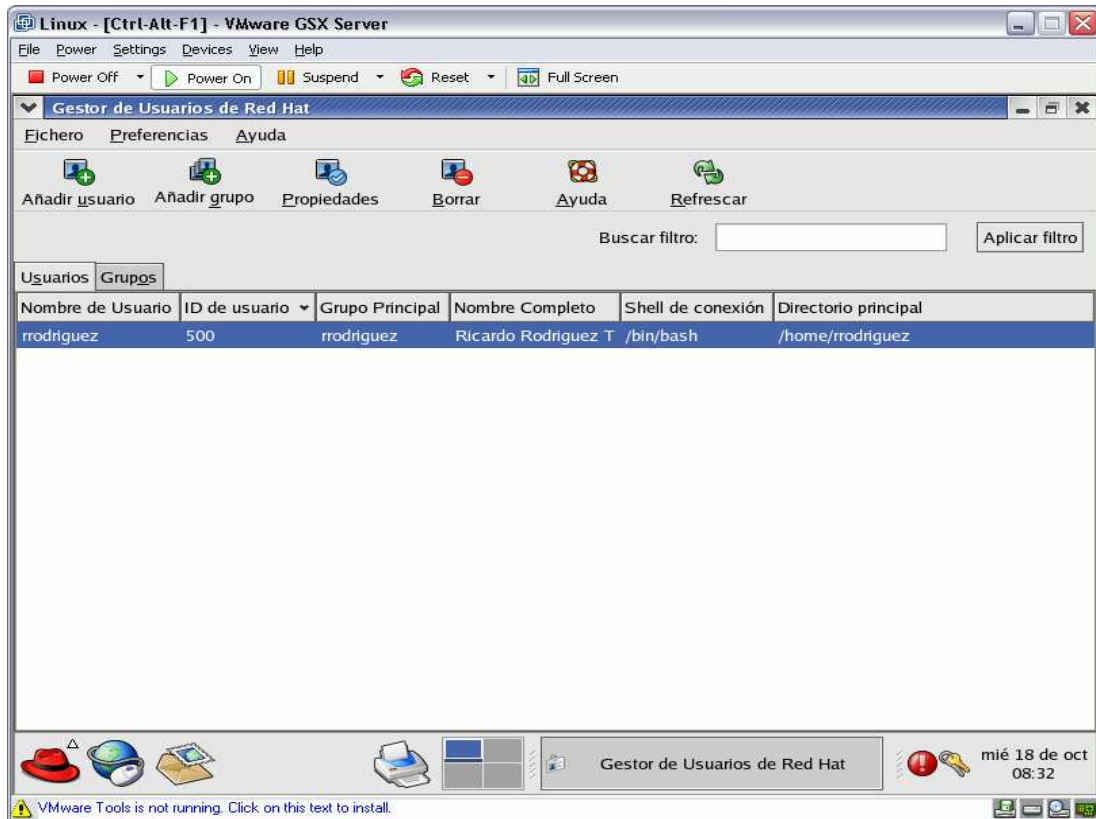 Linux - [Ctrl-Alt-F1] - VMware GSX Server
File Power Settings Devices View Help
Power Off Power On Suspend Reset Full Screen
Gestor de Usuarios de Red Hat
Fichero Preferencias Ayuda
Añadir usuario Añadir grupo Propiedades Borrar Ayuda Refrescar
Buscar filtro: Aplicar filtro
Usuarios Grupos
Nombre de Usuario ID de usuario Grupo Principal Nombre Completo Shell de conexión Directorio principal
rrodriguez 500 rrodriguez Ricardo Rodriguez T /bin/bash /home/rrodriguez
Gestor de Usuarios de Red Hat
mié 18 de oct
08:32
VMware Tools is not running. Click on this text to install.